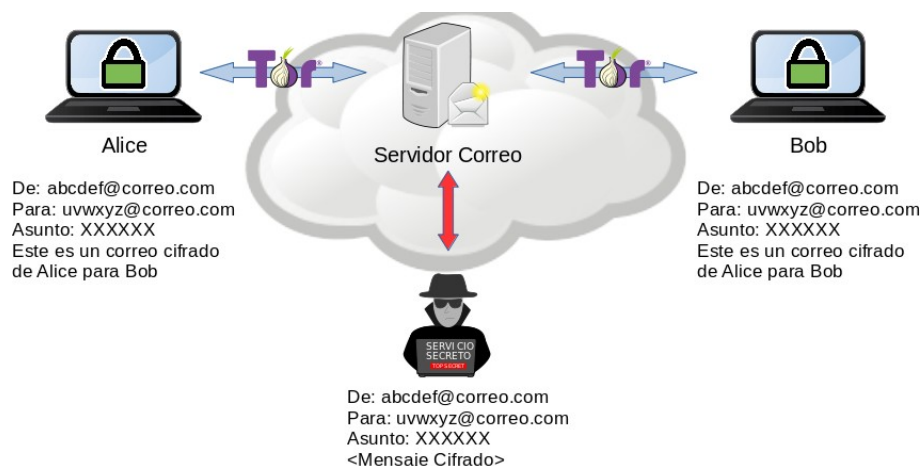 Tor®
Tor®
Alice
Servidor Correo
Bob
De: abcdef@correo.com
Para: uvwxyz@correo.com
Asunto: XXXXXX
Este es un correo cifrado
de Alice para Bob
De: abcdef@correo.com
Para: uvwxyz@correo.com
Asunto: XXXXXX
Este es un correo cifrado
de Alice para Bob
SERVICIO
SECRETO
TOP SECRET
De: abcdef@correo.com
Para: uvwxyz@correo.com
Asunto: XXXXXX
<Mensaje Cifrado>